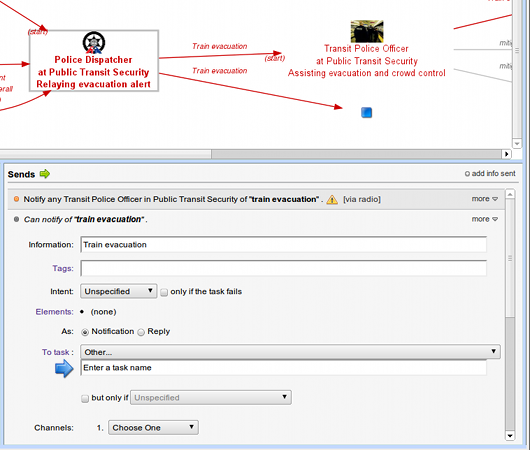 (start)
Police Dispatcher
at Public Transit Security
Relaying evacuation alert
Train evacuation
Train evacuation
(start)
Transit Police Officer
at Public Transit Security
Assisting evacuation and crowd control
Sends
add info sent
Notify any Transit Police Officer in Public Transit Security of "train evacuation" . [via radio] more
Can notify of "train evacuation" . more
Information: Train evacuation
Tags:
Intent: Unspecified only if the task fails
Elements: • (none)
As: Notification Reply
To task : Other...
Enter a task name
but only if Unspecified
Channels: 1. Choose One